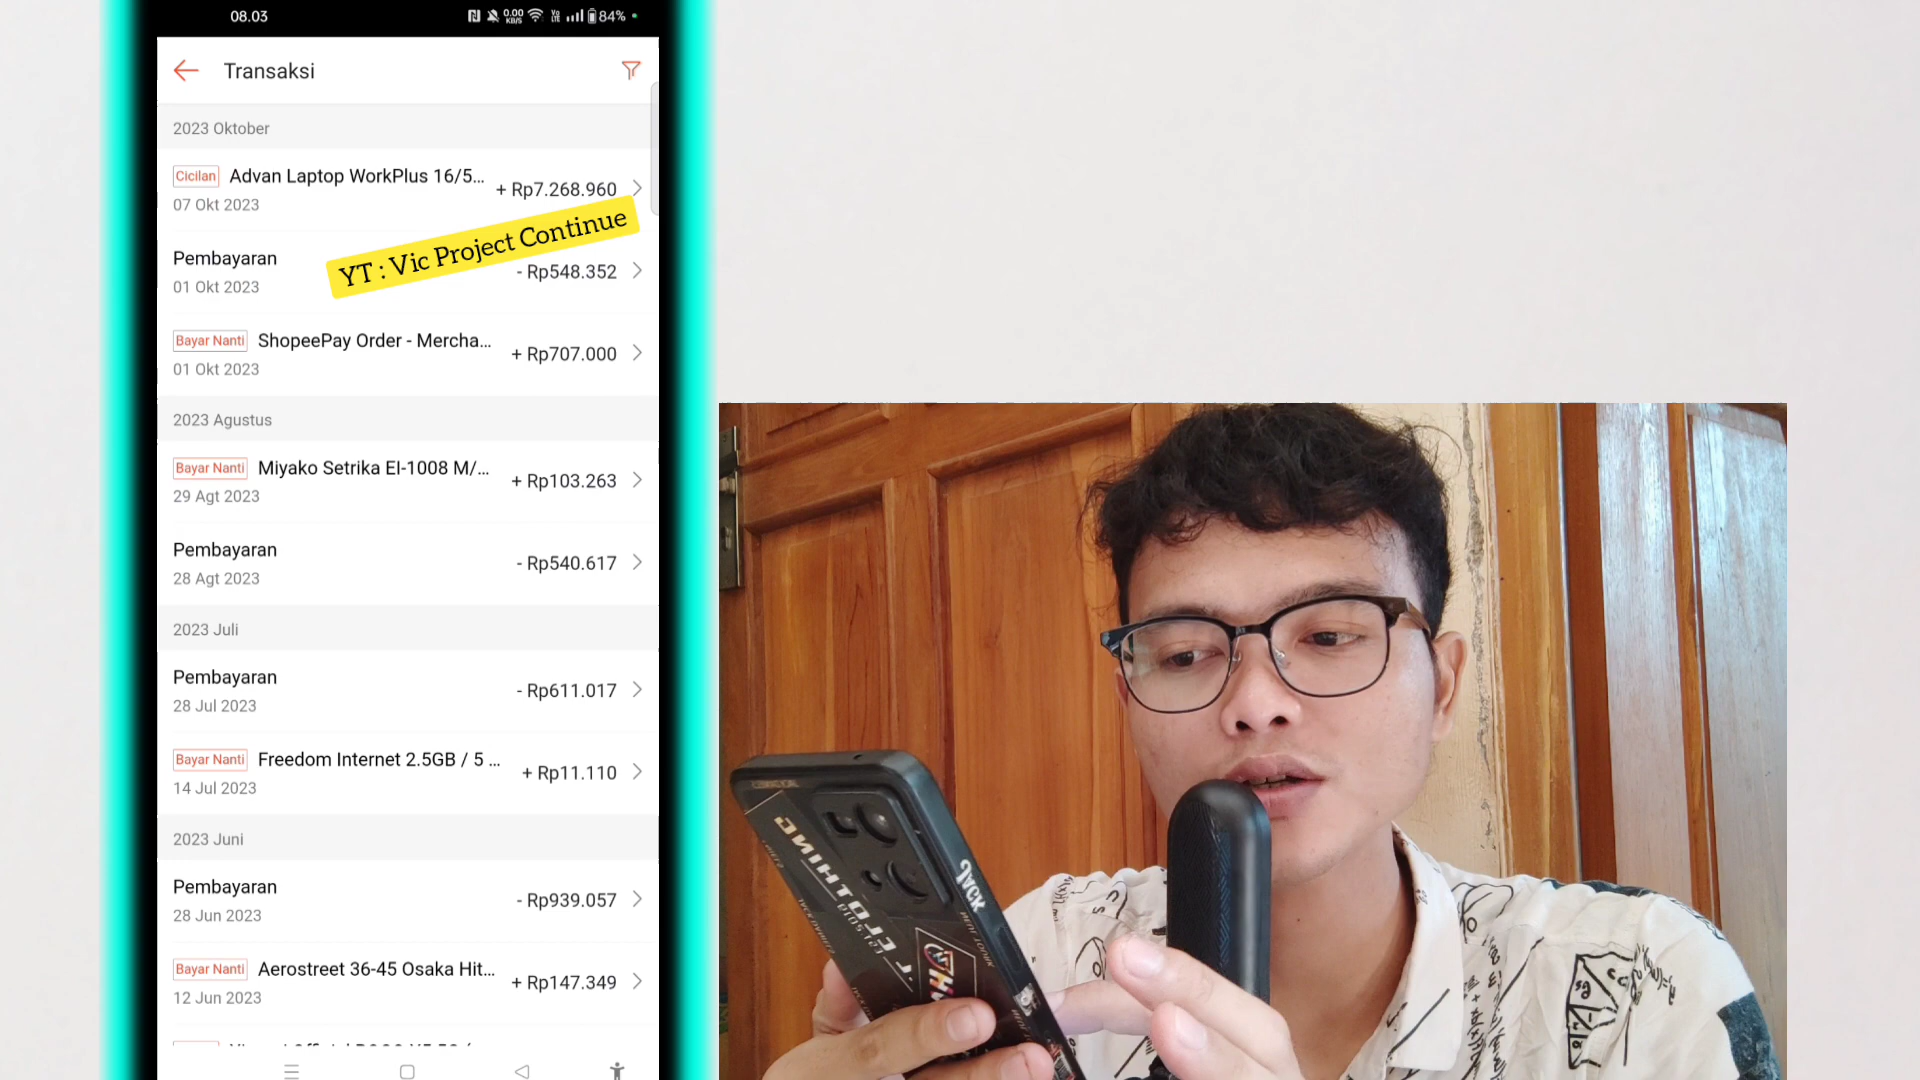 08.03
0.00 KB/S
84%
Transaksi
2023 Oktober
Cicilan Advan Laptop WorkPlus 16/5...
+ Rp7.268.960
07 Okt 2023
YT : Vic Project Continue
Pembayaran
- Rp548.352
01 Okt 2023
Bayar Nanti ShopeePay Order - Mercha...
+ Rp707.000
01 Okt 2023
2023 Agustus
Bayar Nanti Miyako Setrika EI-1008 M/...
+ Rp103.263
29 Agt 2023
Pembayaran
- Rp540.617
28 Agt 2023
2023 Juli
Pembayaran
- Rp611.017
28 Jul 2023
Bayar Nanti Freedom Internet 2.5GB / 5 ...
+ Rp11.110
14 Jul 2023
2023 Juni
Pembayaran
- Rp939.057
28 Jun 2023
Bayar Nanti Aerostreet 36-45 Osaka Hit...
+ Rp147.349
12 Jun 2023